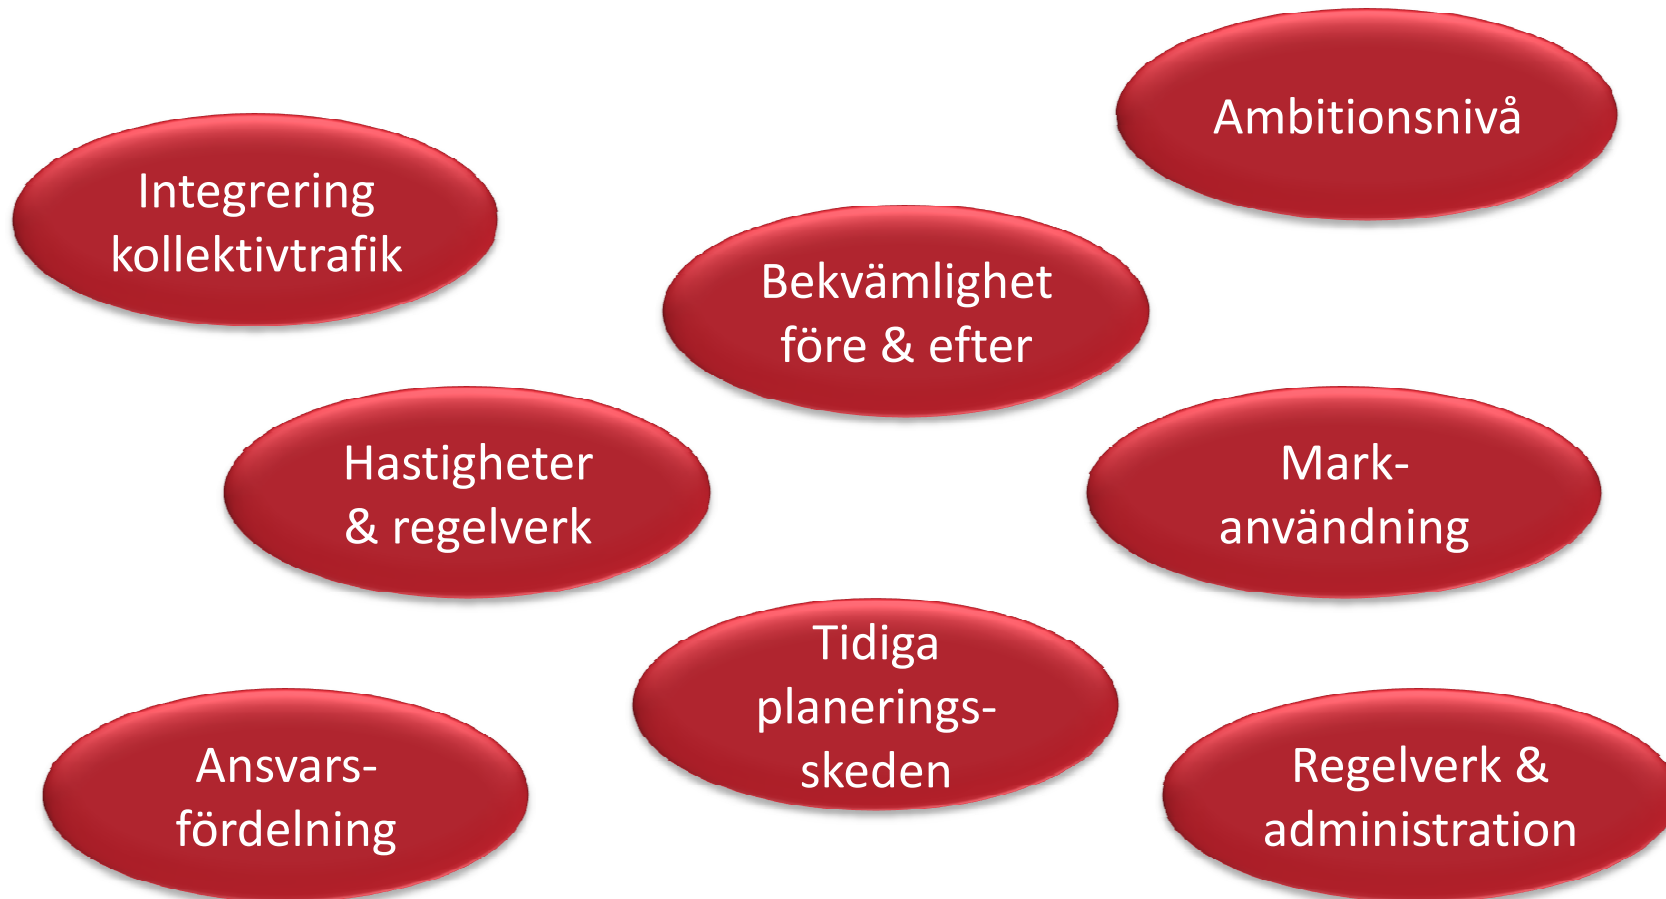 Ambitionsnivå
Integrering
kollektivtrafik
Bekvämlighet
före & efter
Hastigheter
& regelverk
Mark-
användning
Tidiga
planerings-
skeden
Ansvars-
fördelning
Regelverk &
administration